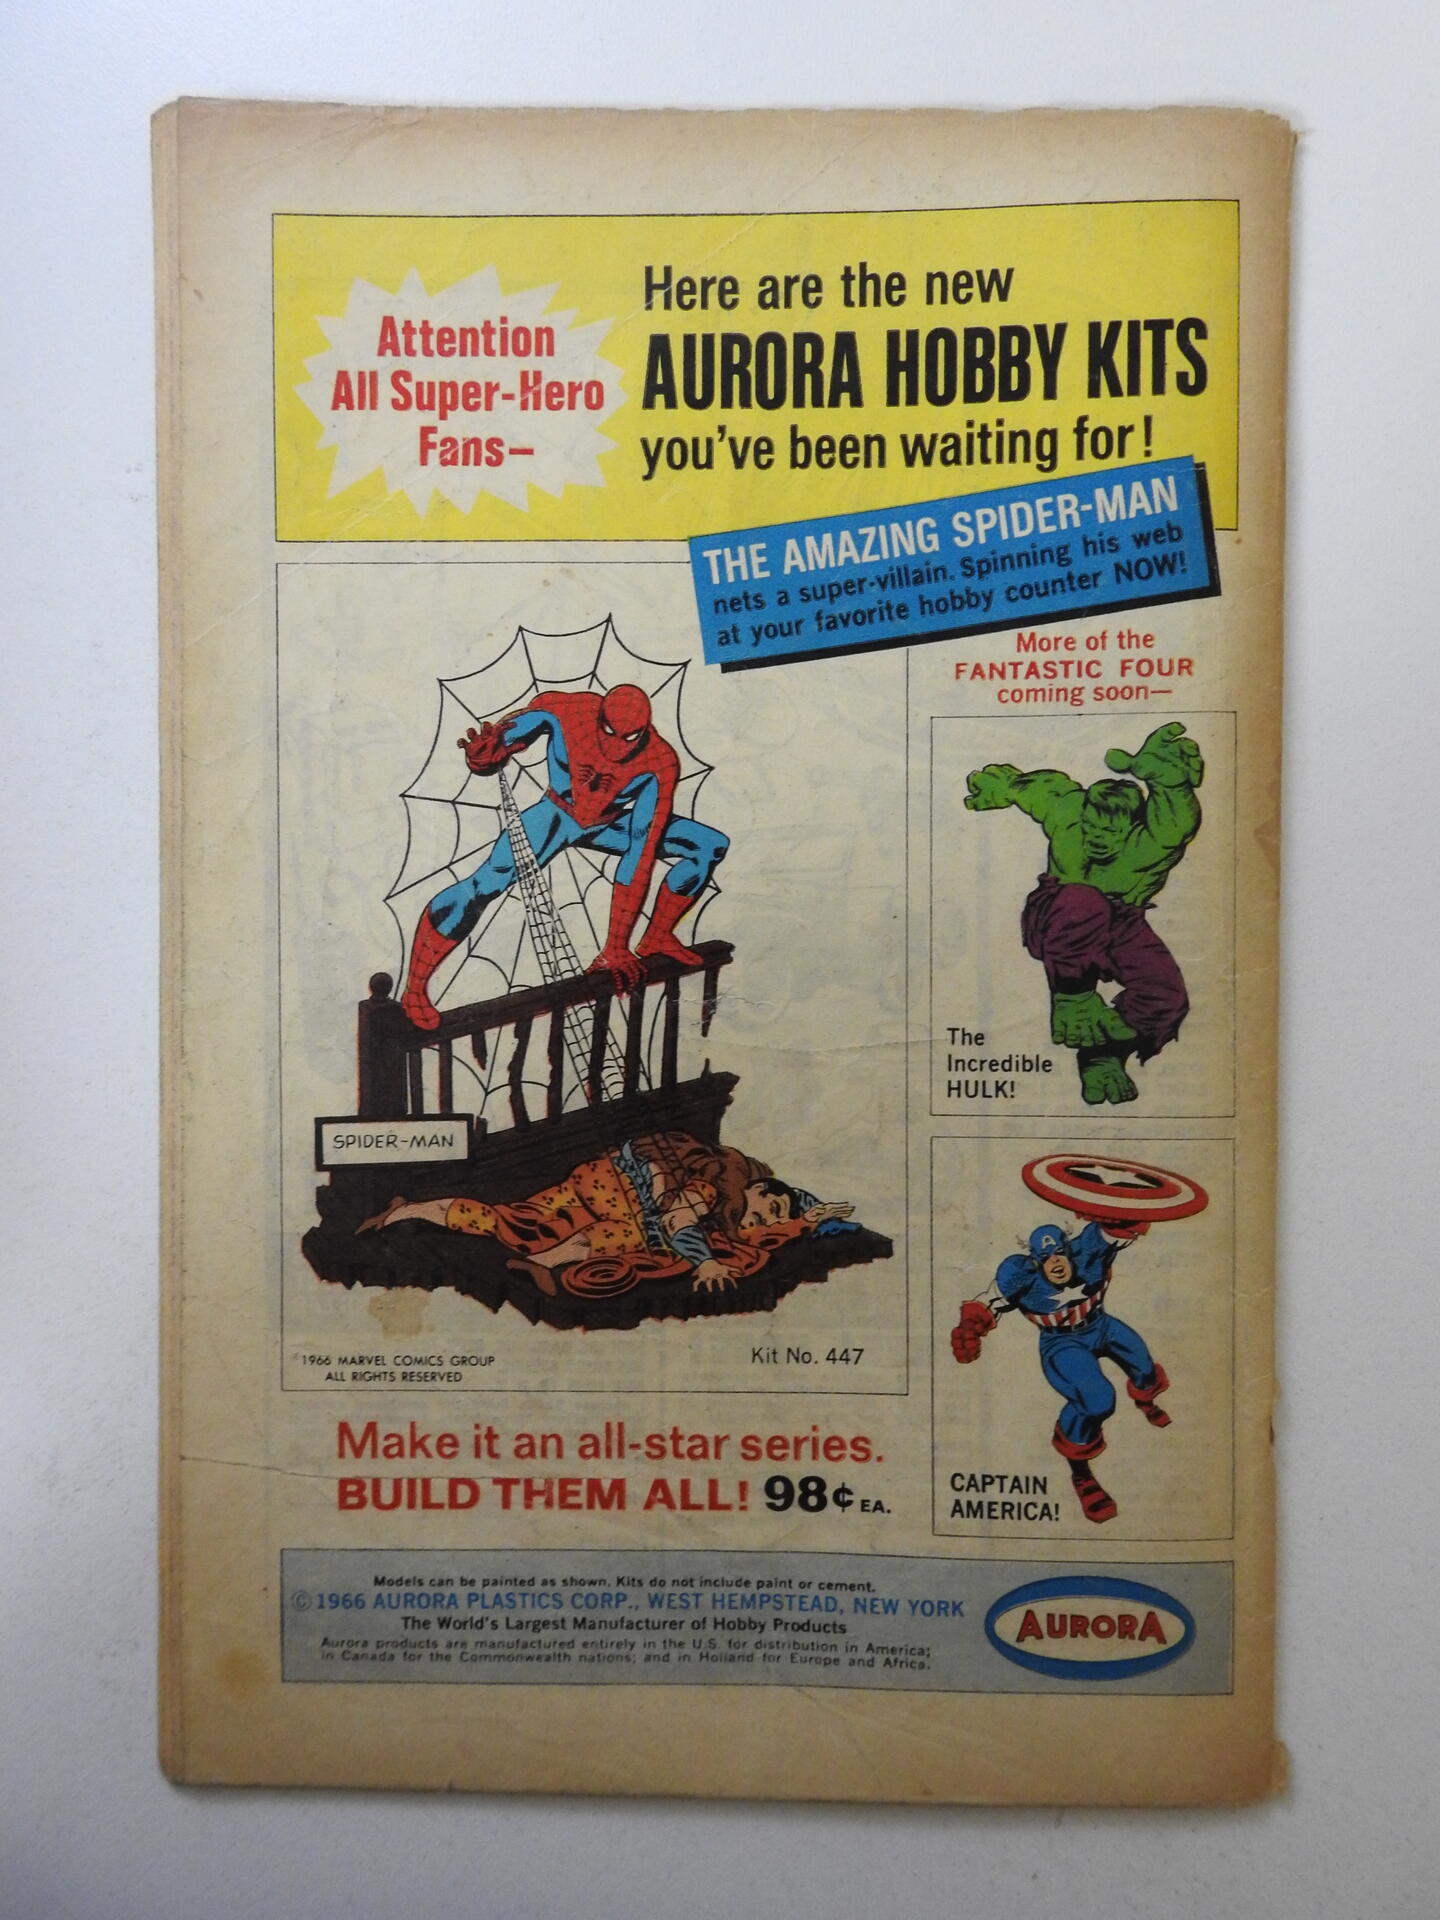 Attention
All Super-Hero
Fans—
Here are the new
AURORA HOBBY KITS
you've been waiting for!
THE AMAZING SPIDER-MAN
nets a super-villain. Spinning his web
at your favorite hobby counter NOW!
More of the
FANTASTIC FOUR
coming soon—
The
Incredible
HULK!
SPIDER-MAN
A
CAPTAIN
AMERICA!
©1966 MARVEL COMICS GROUP
ALL RIGHTS RESERVED
Kit No. 447
Make it an all-star series.
BUILD THEM ALL! 98¢ EA.
Models can be painted as shown. Kits do not include paint or cement.
©1966 AURORA PLASTICS CORP., WEST HEMPSTEAD, NEW YORK
The World's Largest Manufacturer of Hobby Products
Aurora products are manufactured entirely in the U.S. for distribution in America;
in Canada for the Commonwealth nations; and in Holland for Europe and Africa.
AURORA